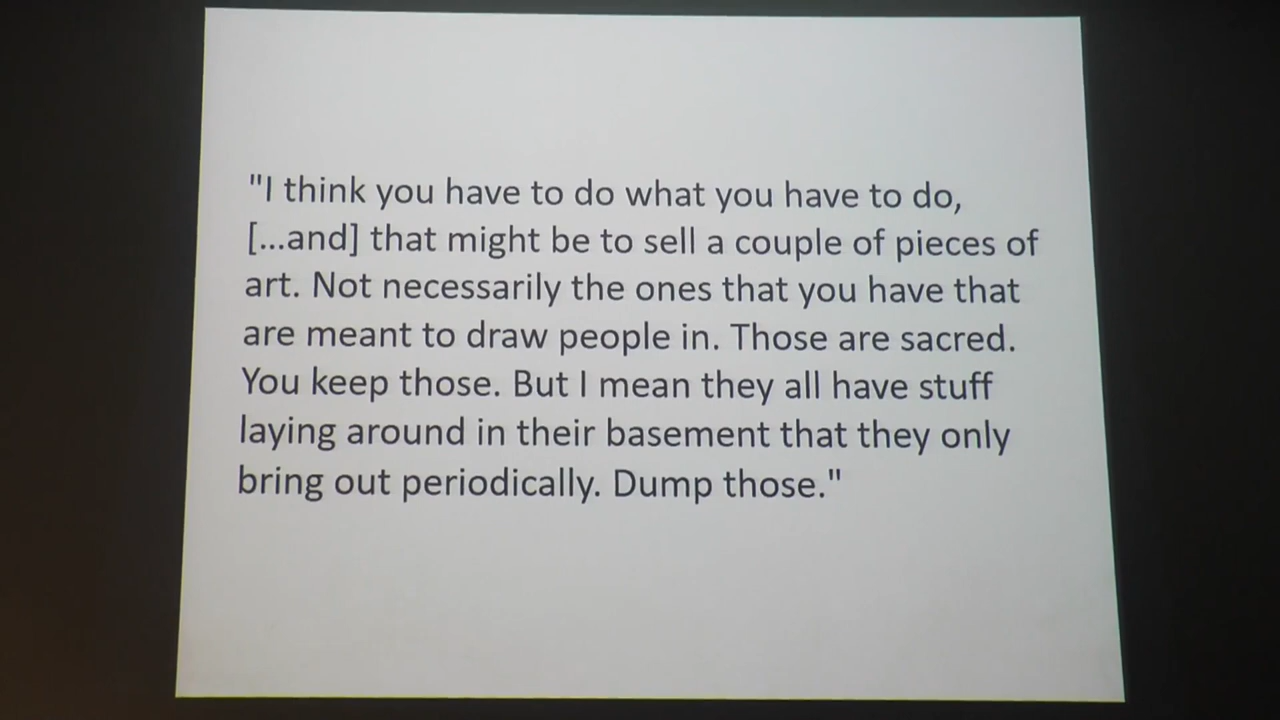 "I think you have to do what you have to do,
[...and] that might be to sell a couple of pieces of
art. Not necessarily the ones that you have that
are meant to draw people in. Those are sacred.
You keep those. But I mean they all have stuff
laying around in their basement that they only
bring out periodically. Dump those."